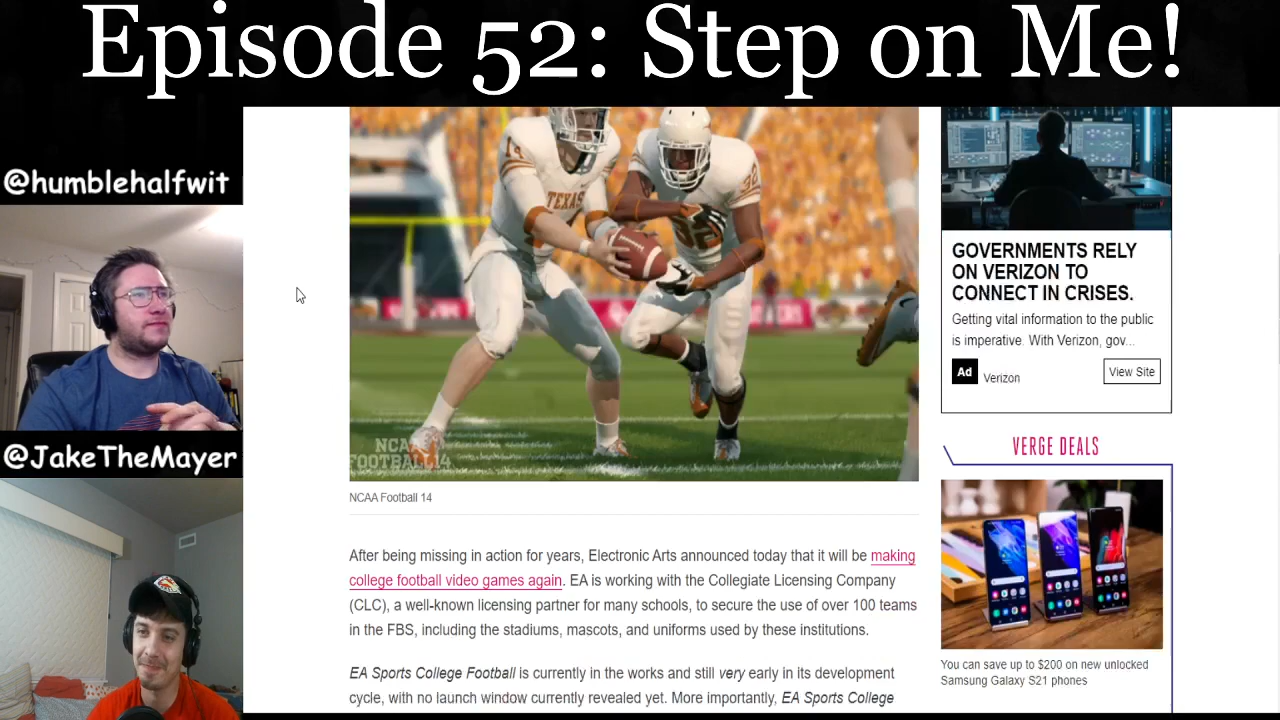 Episode 52: Step on Me!
@humblehalfwit
@JakeTheMayer
TEXAS
32
NCAA
FOOTBALL 14
NCAA Football 14
After being missing in action for years, Electronic Arts announced today that it will be making
college football video games again. EA is working with the Collegiate Licensing Company
(CLC), a well-known licensing partner for many schools, to secure the use of over 100 teams
in the FBS, including the stadiums, mascots, and uniforms used by these institutions.
EA Sports College Football is currently in the works and still very early in its development
cycle, with no launch window currently revealed yet. More importantly, EA Sports College
GOVERNMENTS RELY
ON VERIZON TO
CONNECT IN CRISES.
Getting vital information to the public
is imperative. With Verizon, gov...
Ad
Verizon
View Site
VERGE DEALS
You can save up to $200 on new unlocked
Samsung Galaxy S21 phones